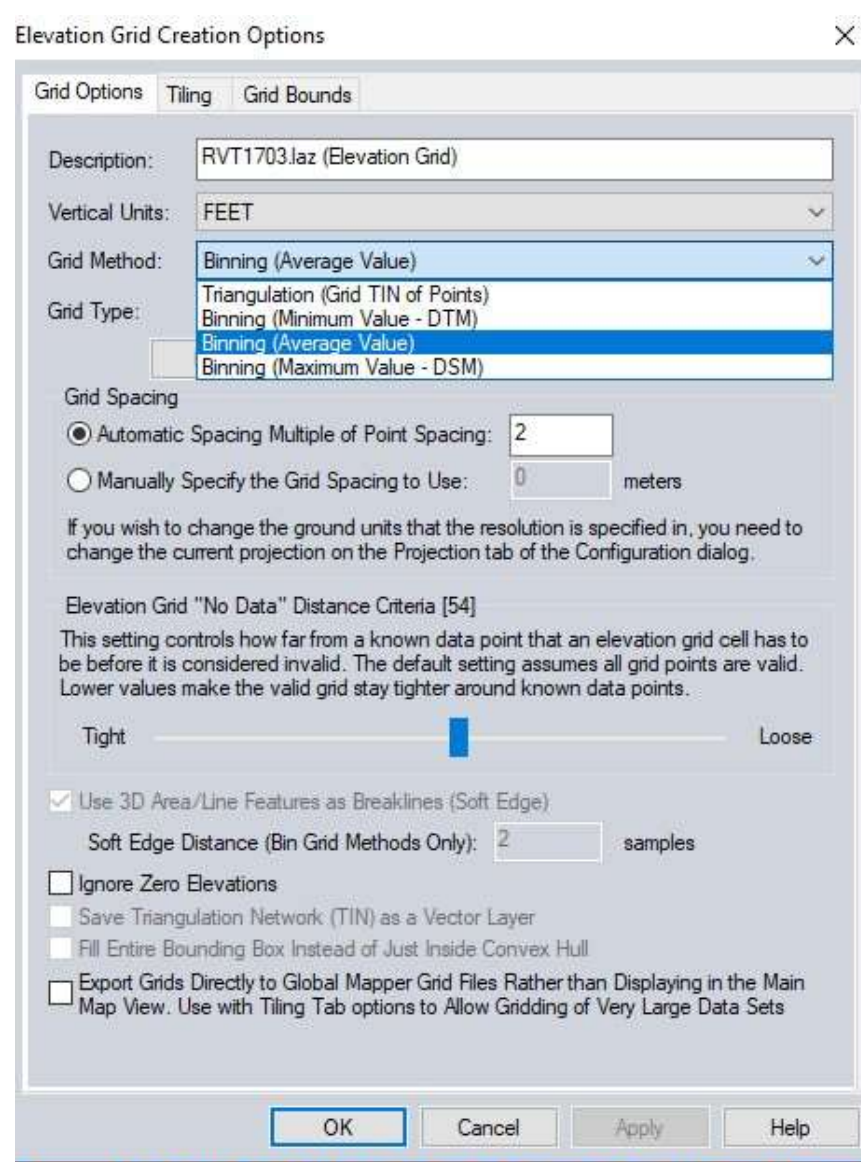 Elevation Grid Creation Options
Grid Options Tiling Grid Bounds
Description: RVT1703.laz (Elevation Grid)
Vertical Units: FEET
Grid Method: Binning (Average Value)
Triangulation (Grid TIN of Points)
Grid Type:
Binning (Minimum Value - DTM)
Binning (Average Value)
Binning (Maximum Value - DSM)
Grid Spacing
Automatic Spacing Multiple of Point Spacing: 2
Manually Specify the Grid Spacing to Use: 0 meters
If you wish to change the ground units that the resolution is specified in, you need to
change the current projection on the Projection tab of the Configuration dialog.
Elevation Grid "No Data" Distance Criteria [54]
This setting controls how far from a known data point that an elevation grid cell has to
be before it is considered invalid. The default setting assumes all grid points are valid.
Lower values make the valid grid stay tighter around known data points.
Tight Loose
Use 3D Area/Line Features as Breaklines (Soft Edge)
Soft Edge Distance (Bin Grid Methods Only): 2 samples
Ignore Zero Elevations
Save Triangulation Network (TIN) as a Vector Layer
Fill Entire Bounding Box Instead of Just Inside Convex Hull
Export Grids Directly to Global Mapper Grid Files Rather than Displaying in the Main
Map View. Use with Tiling Tab options to Allow Gridding of Very Large Data Sets
OK Cancel Apply Help